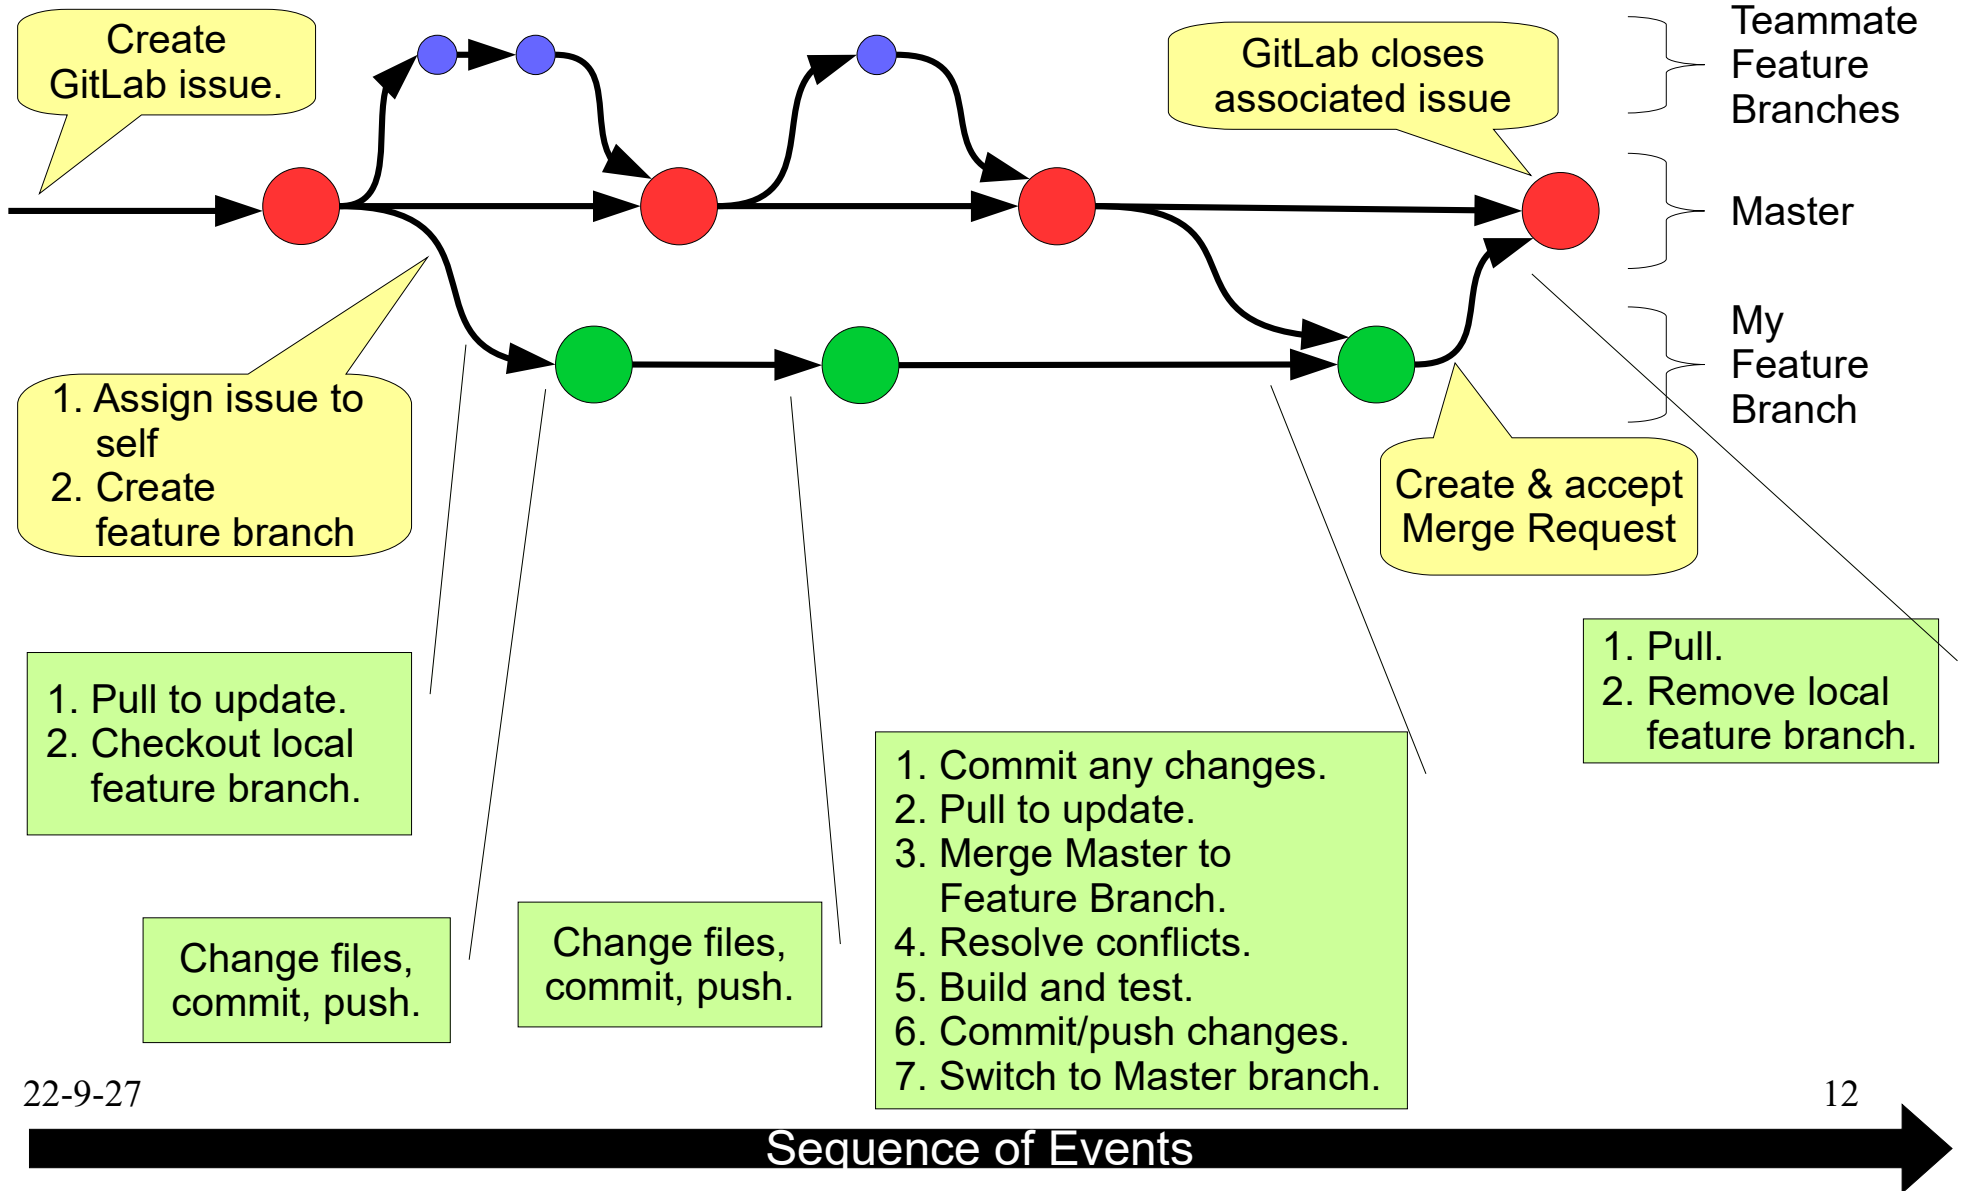 Create
GitLab issue.
GitLab closes
associated issue
Teammate
Feature
Branches
Master
My
Feature
Branch
1. Assign issue to
self
2. Create
feature branch
Create & accept
Merge Request
1. Pull to update.
2. Checkout local
feature branch.
Change files,
commit, push.
Change files,
commit, push.
1. Commit any changes.
2. Pull to update.
3. Merge Master to
Feature Branch.
4. Resolve conflicts.
5. Build and test.
6. Commit/push changes.
7. Switch to Master branch.
1. Pull.
2. Remove local
feature branch.
22-9-27
12
Sequence of Events